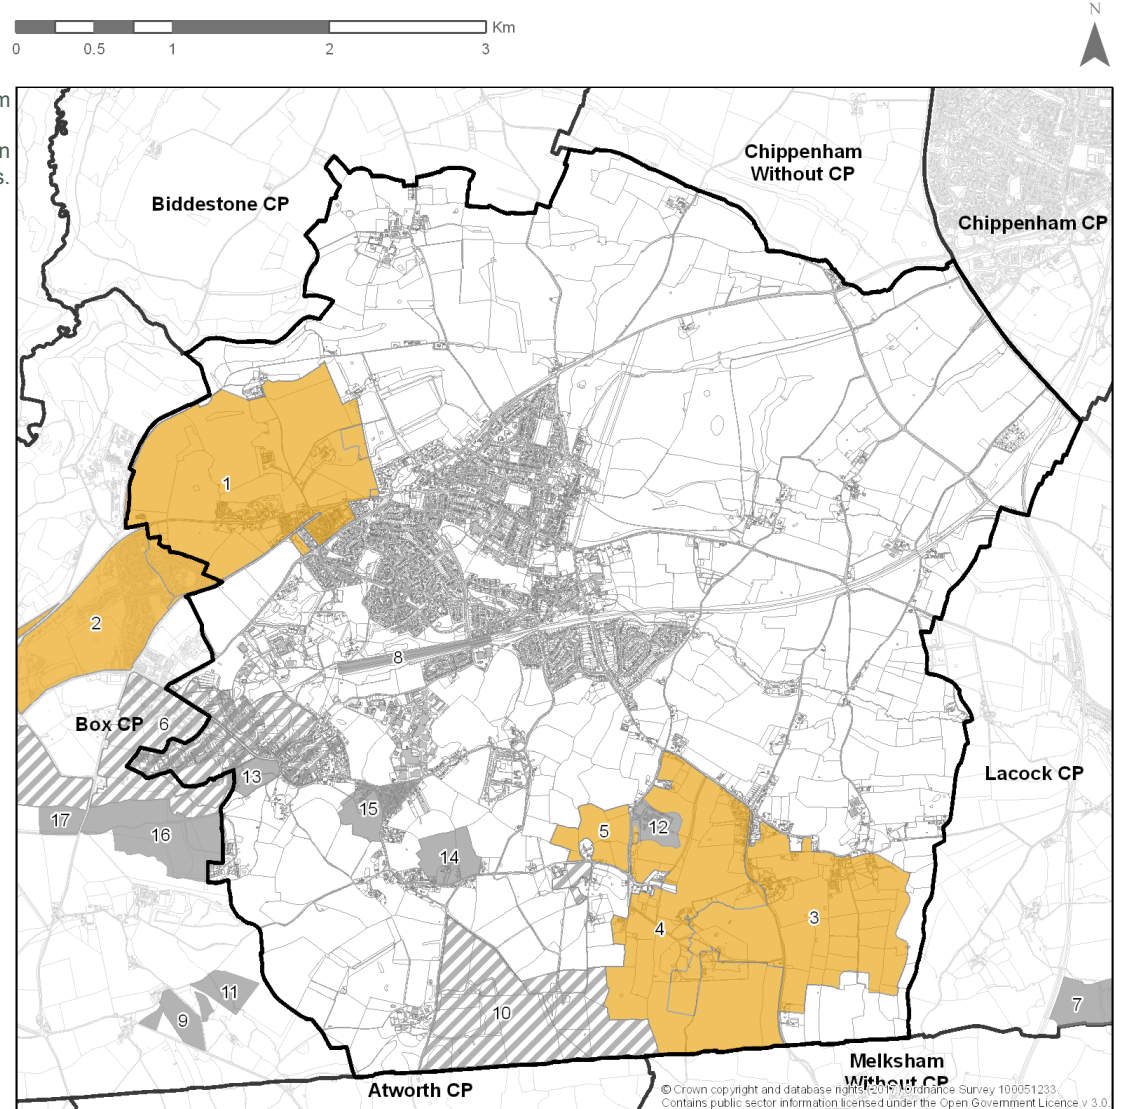 N
Km
0 0.5 1 2 3
m
n
s.
Chippenham
Without CP
Biddestone CP
Chippenham CP
1
2
8
Box CP
6
Lacock CP
13
15
17
16
5
12
14
3
4
11
9
10
7
Melksham
Without CP
Atworth CP
© Crown copyright and database rights (2017) Ordnance Survey 100051233
Contains public sector information licensed under the Open Government Licence v 3.0.